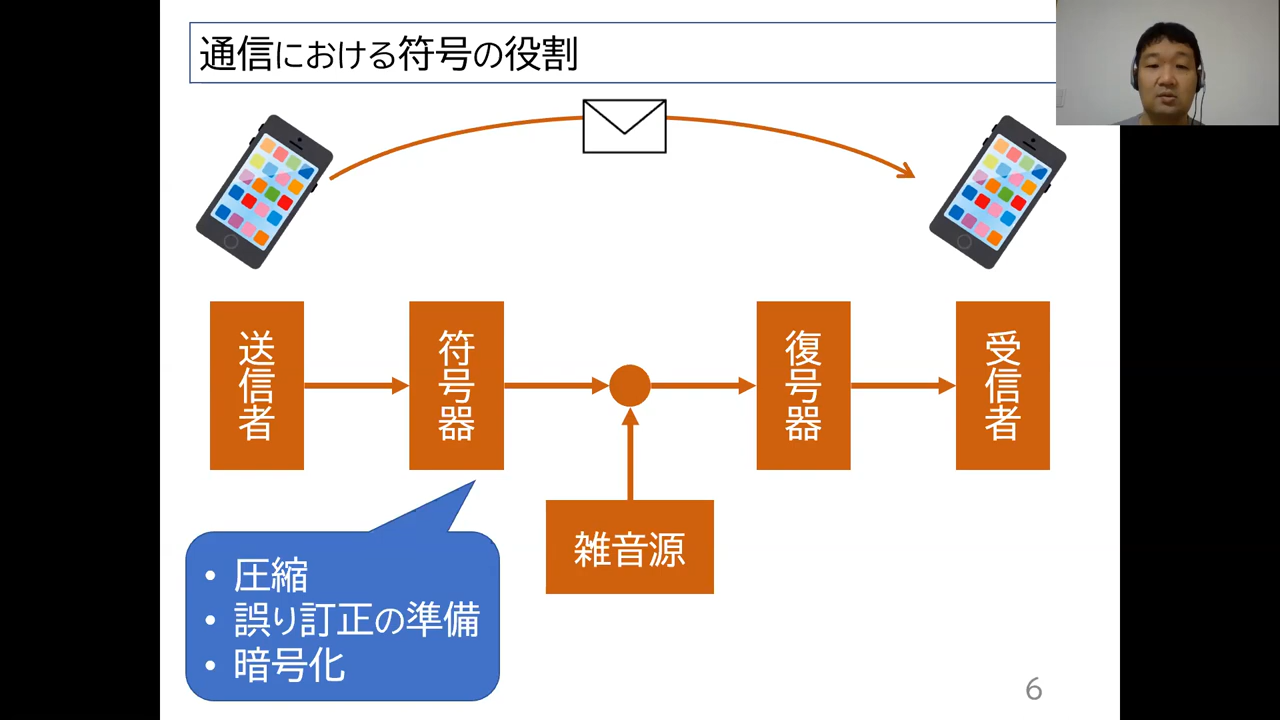 通信における符号の役割
送信者
符号器
復号器
受信者
雑音源
• 圧縮
• 誤り訂正の準備
• 暗号化
6